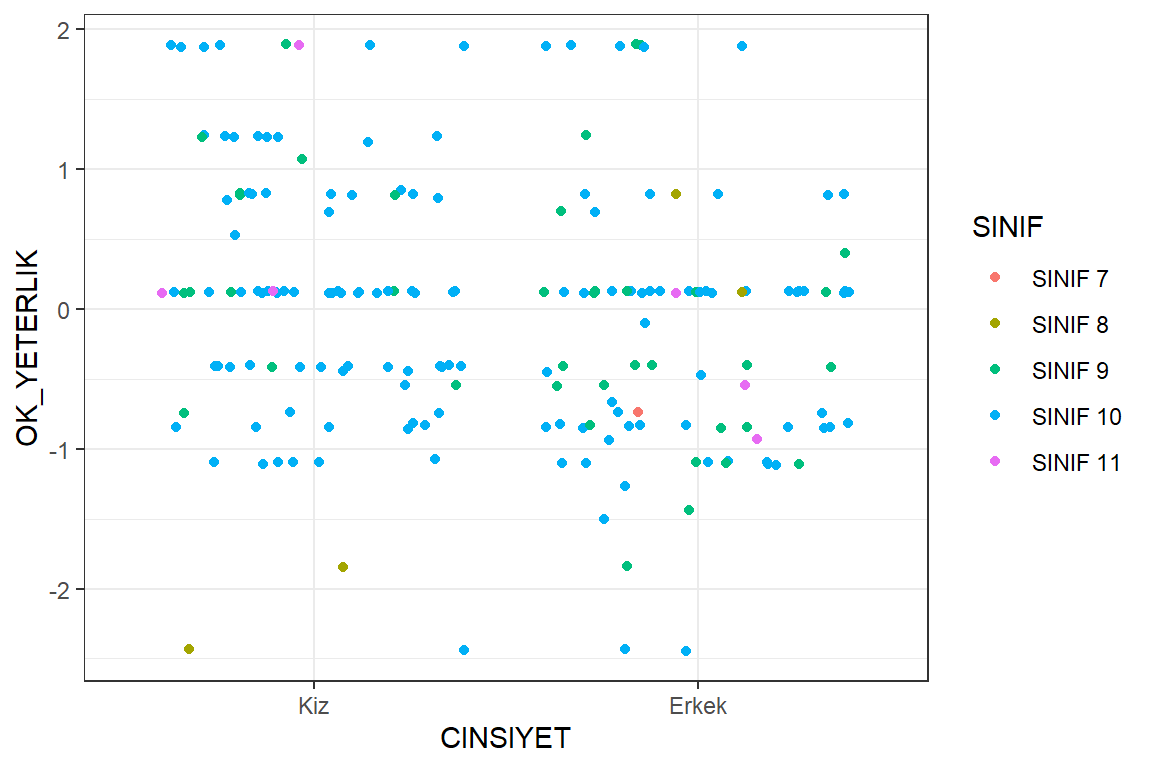 2
1
0
-1
-2
OK_YETERLIK
Kiz
Erkek
CINSIYET
SINIF
SINIF 7
SINIF 8
SINIF 9
SINIF 10
SINIF 11